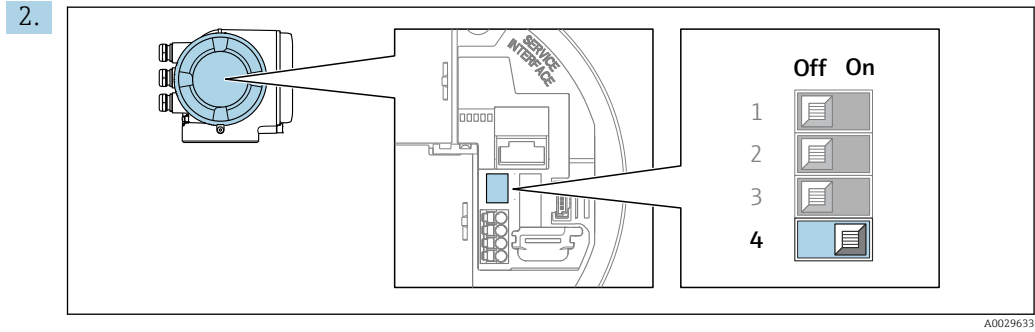 2.
SERVICE
INTERFACE
Off On
1
2
3
4
A0029633